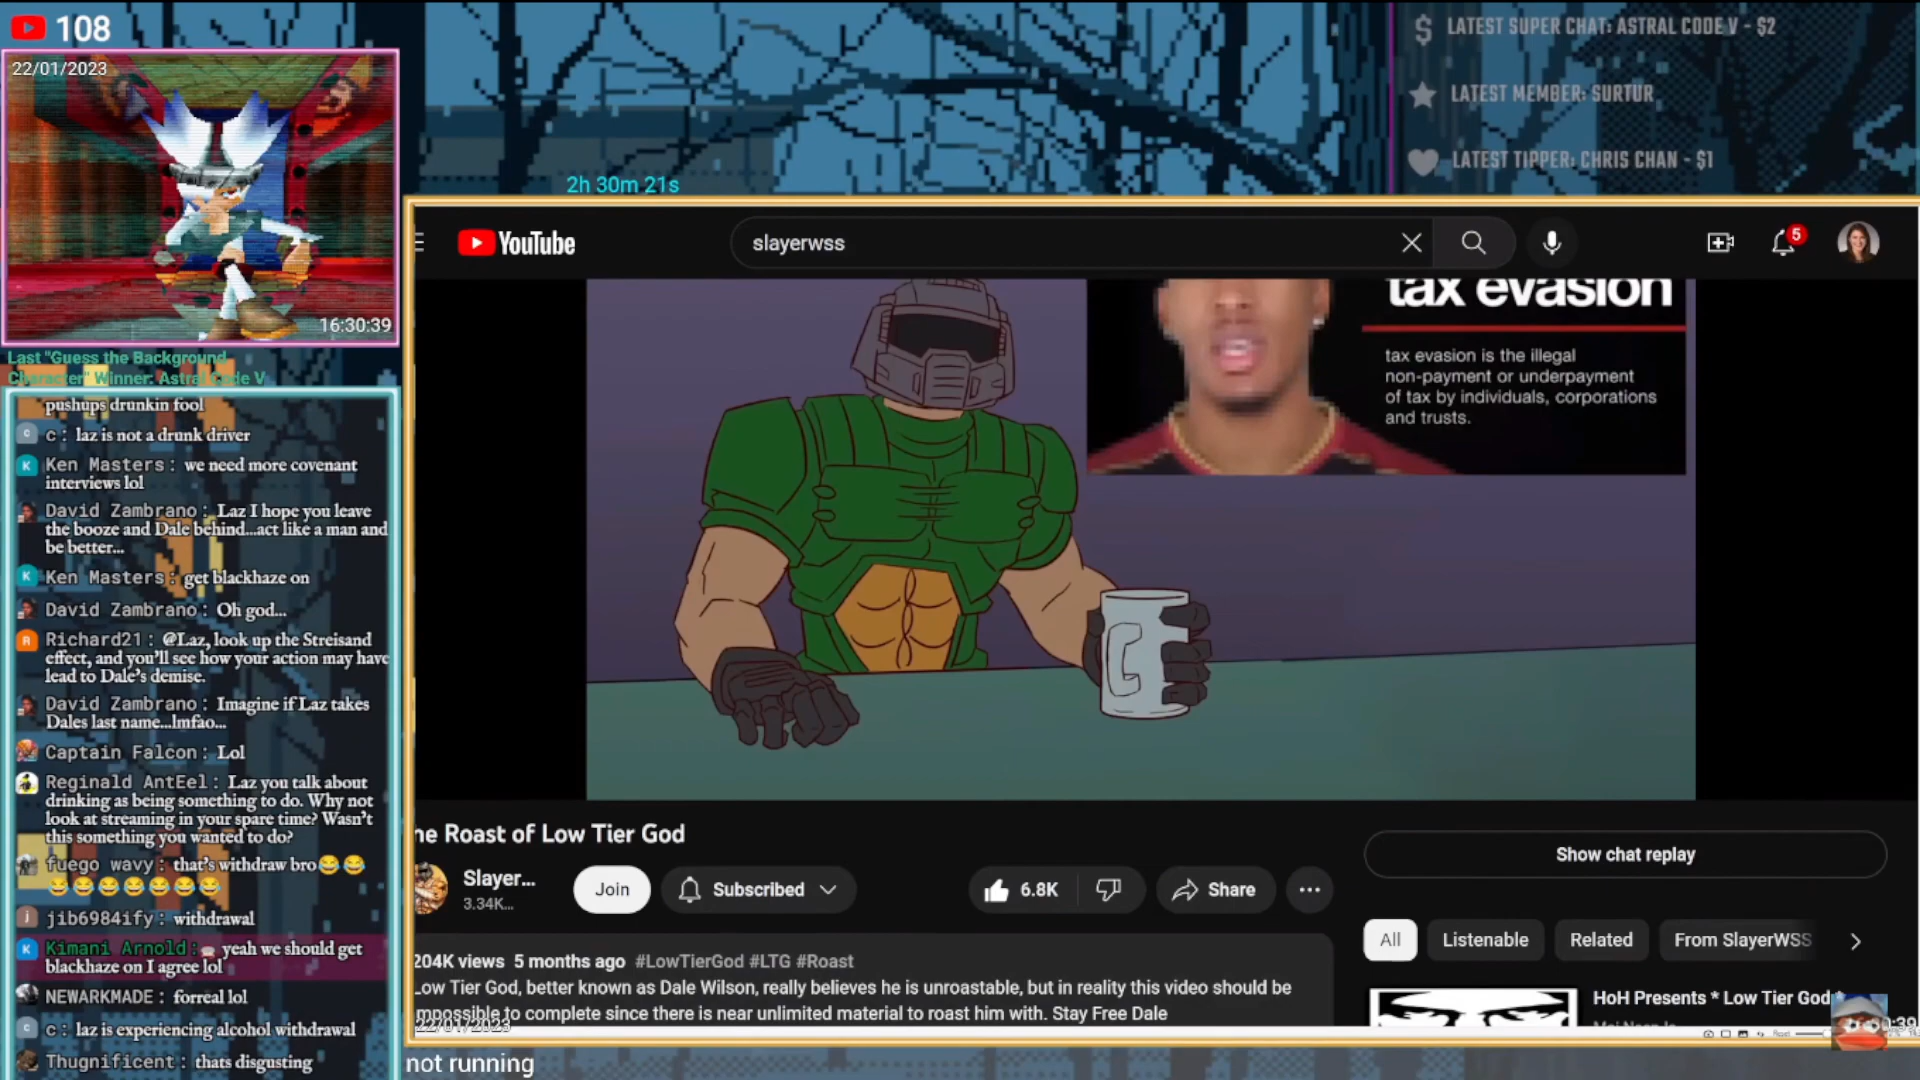 108
22/01/2023
16:30:39
LATEST SUPER CHAT: ASTRAL CODE V - $2
LATEST MEMBER: SURTUR
LATEST TIPPER: CHRIS CHAN - $1
2h 30m 21s
Last "Guess the Background
Character" Winner: Astral Code V
pushups drunkin fool
c: laz is not a drunk driver
Ken Masters: we need more covenant
interviews lol
David Zambrano: Laz I hope you leave
the booze and Dale behind...act like a man and
be better...
Ken Masters: get blackhaze on
David Zambrano: Oh god...
Richard21: @Laz, look up the Streisand
effect, and you'll see how your action may have
lead to Dale's demise.
David Zambrano: Imagine if Laz takes
Dales last name...lmfao...
Captain Falcon: Lol
Reginald AntEel: Laz you talk about
drinking as being something to do. Why not
look at streaming in your spare time? Wasn't
this something you wanted to do?
fuego wavy: that's withdraw bro😂😂
😂😂😂😂😂😂😂
jib6984ify: withdrawal
Kimani Arnold: yeah we should get
blackhaze on I agree lol
NEWARKMADE: forreal lol
c: laz is experiencing alcohol withdrawal
Thugnificent: thats disgusting
YouTube
slayerwss
5
tax evasion
tax evasion is the illegal
non-payment or underpayment
of tax by individuals, corporations
and trusts.
he Roast of Low Tier God
Slayer...
3.34K...
Join
Subscribed
6.8K
Share
204K views 5 months ago #LowTierGod #LTG #Roast
Low Tier God, better known as Dale Wilson, really believes he is unroastable, but in reality this video should be
mpossible to complete since there is near unlimited material to roast him with. Stay Free Dale
22/01/2023
Show chat replay
All
Listenable
Related
From SlayerWSS
HoH Presents * Low Tier God *
not running